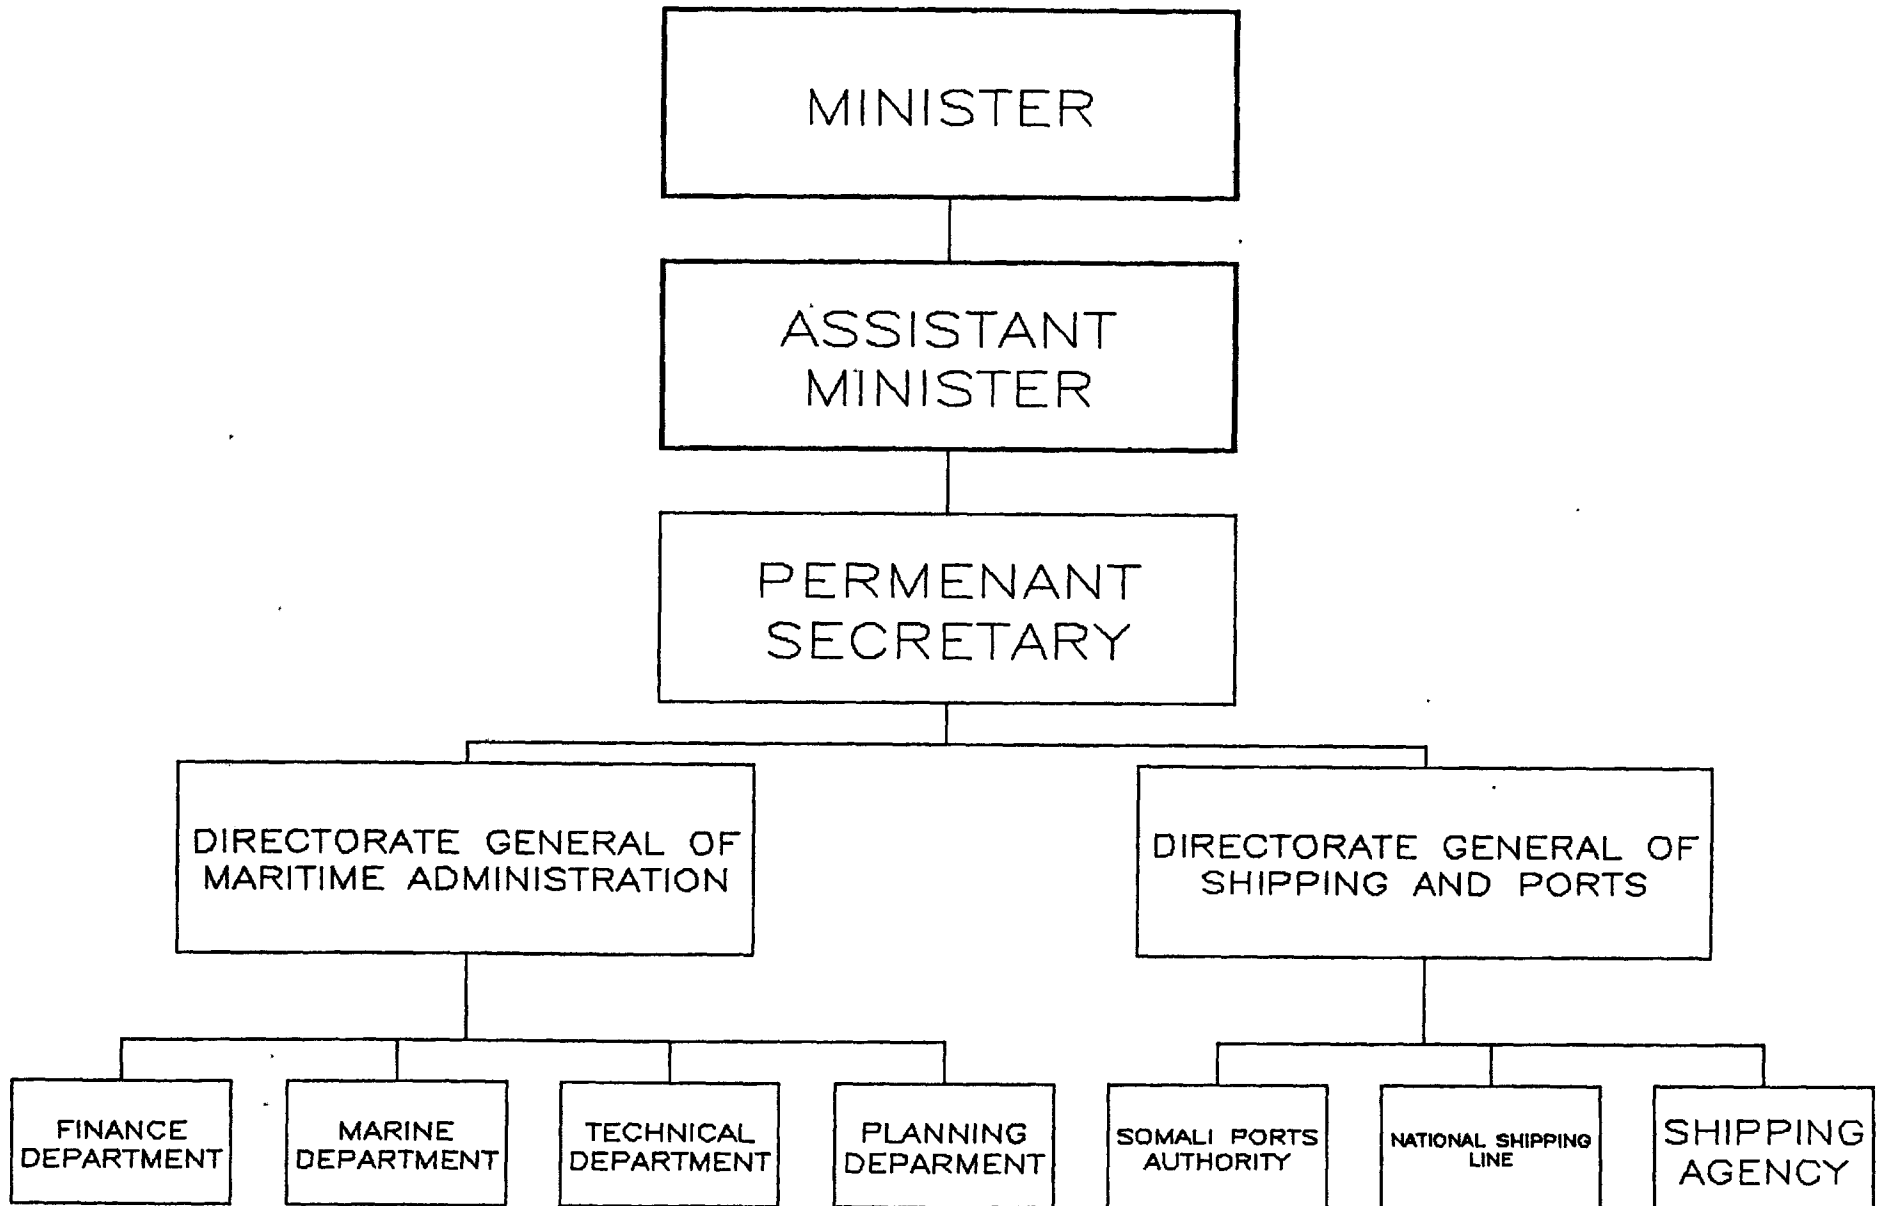 MINISTER
ASSISTANT
MINISTER
PERMENANT
SECRETARY
DIRECTORATE GENERAL OF
MARITIME ADMINISTRATION
DIRECTORATE GENERAL OF
SHIPPING AND PORTS
FINANCE
DEPARTMENT
MARINE
DEPARTMENT
TECHNICAL
DEPARTMENT
PLANNING
DEPARMENT
SOMALI PORTS
AUTHORITY
NATIONAL SHIPPING
LINE
SHIPPING
AGENCY